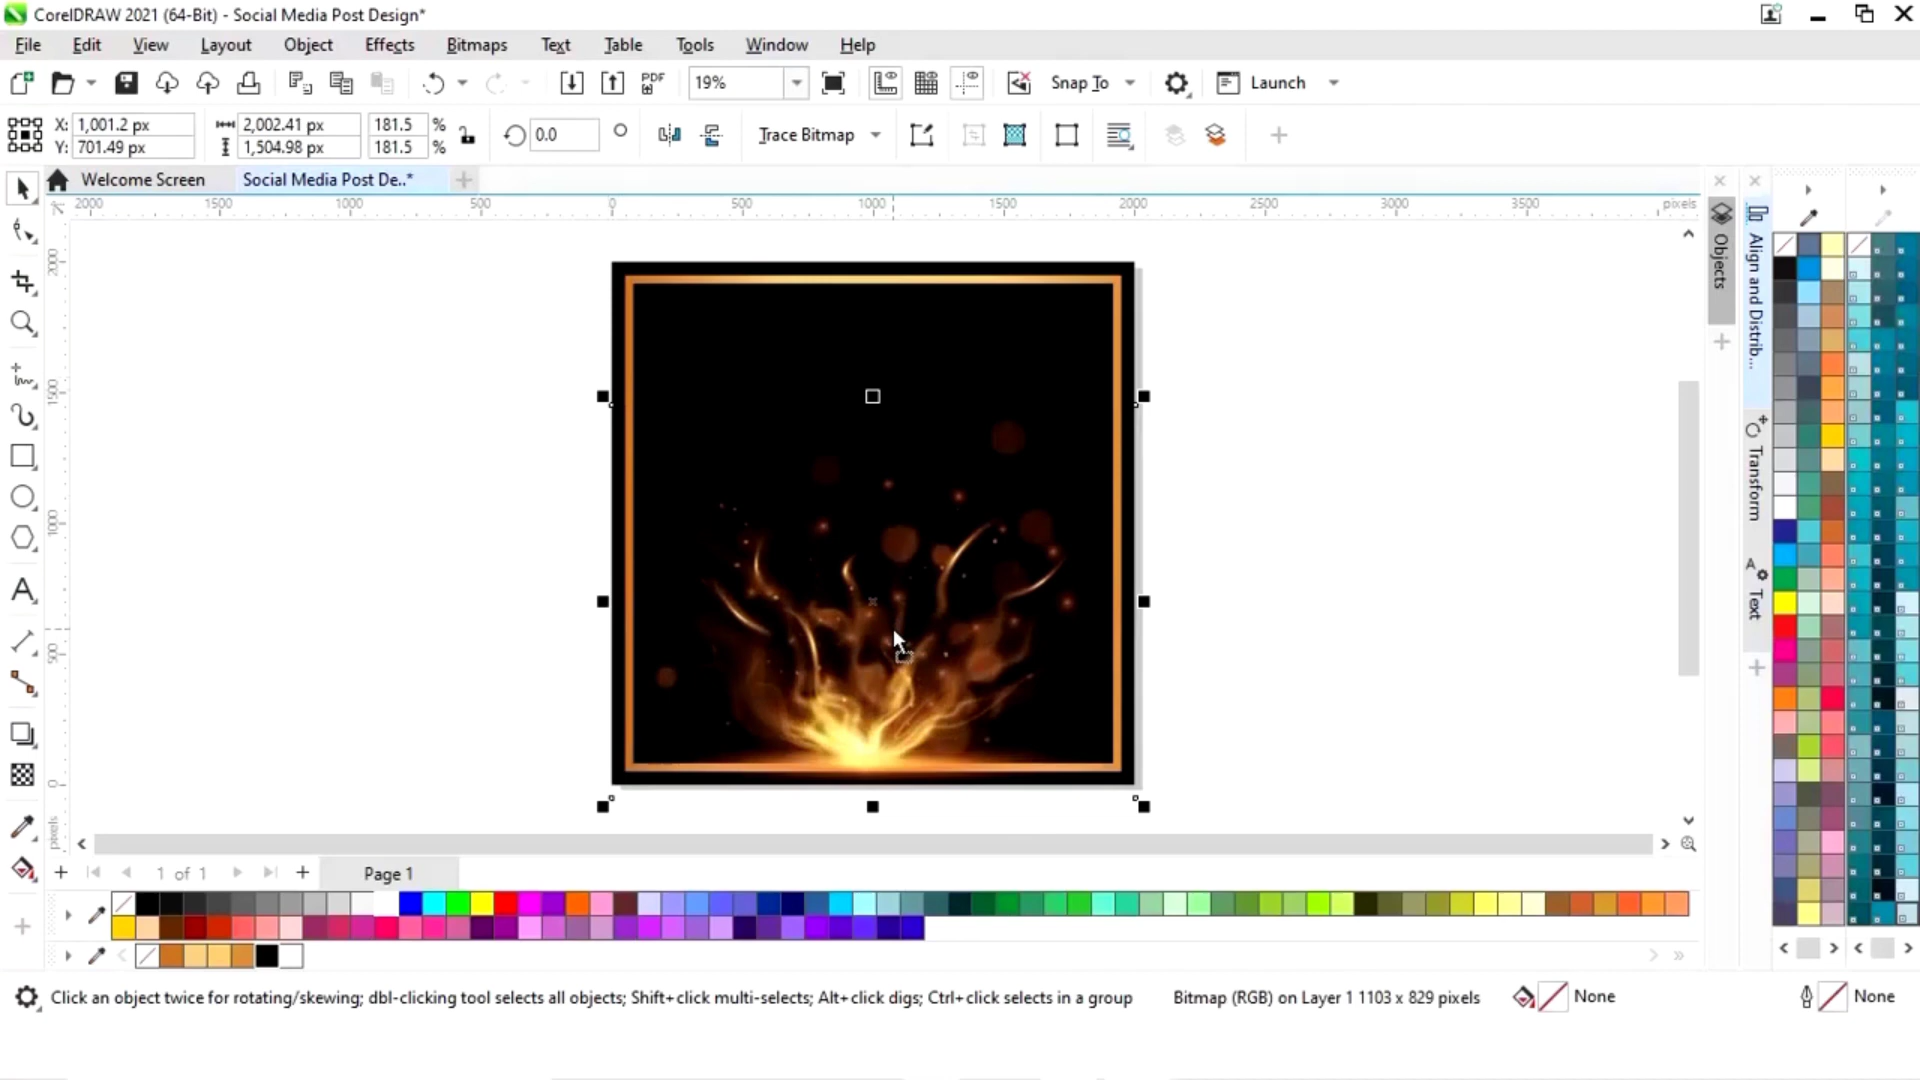 CorelDRAW 2021 (64-Bit) - Social Media Post Design*
File Edit View Layout Object Effects Bitmaps Text Table Tools Window Help
PDF 19% Snap To Launch
X: 1,001.2 px 2,002.41 px 181.5 % 0.0 ° Trace Bitmap
Y: 701.49 px 1,504.98 px 181.5 %
Welcome Screen Social Media Post De..*
2000 1500 1000 500 0 500 1000 1500 2000 2500 3000 3500 pixels
2000
1500
1000
500
0
pixels
Objects
Align and Distrib...
Transform
Text
1 of 1 Page 1
Click an object twice for rotating/skewing; dbl-clicking tool selects all objects; Shift+click multi-selects; Alt+click digs; Ctrl+click selects in a group Bitmap (RGB) on Layer 1 1103 x 829 pixels None None